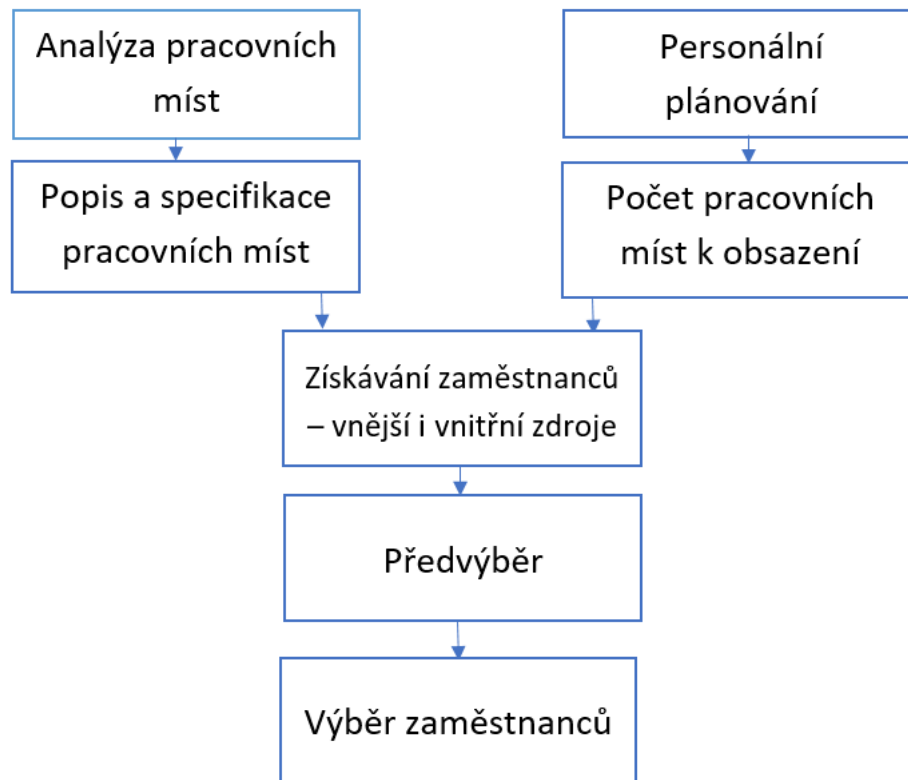 Analýza pracovních
míst
Personální
plánování
Popis a specifikace
pracovních míst
Počet pracovních
míst k obsazení
Získávání zaměstnanců
– vnější i vnitřní zdroje
Předvýběr
Výběr zaměstnanců